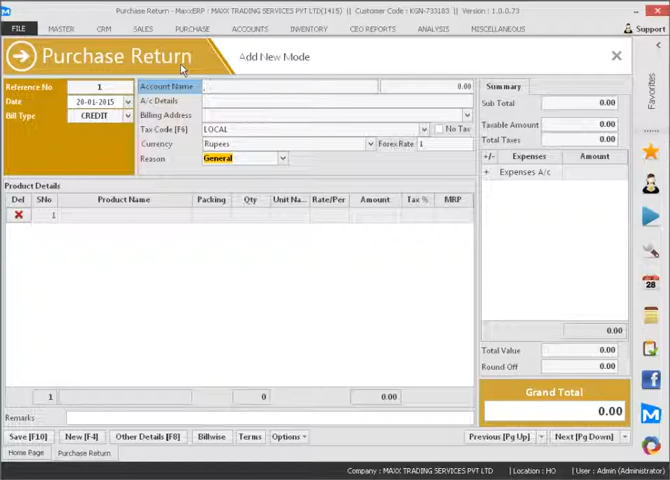 Purchase Return - MaxxERP : MAXX TRADING SERVICES PVT LTD(1415) || Customer Code : KGN-733183 || Version : 1.0.0.73
FILE MASTER CRM SALES PURCHASE ACCOUNTS INVENTORY CEO REPORTS ANALYSIS MISCELLANEOUS Support
Purchase Return Add New Mode
Favorites
Reference No 1
Date 20-01-2015
Bill Type CREDIT
Account Name 0.00
A/c Details
Billing Address
Tax Code [F6] LOCAL No Tax
Currency Rupees Forex Rate 1
Reason General
Summary
Sub Total 0.00
Taxable Amount 0.00
Total Taxes 0.00
+/- Expenses Amount
+ Expenses A/c
0.00
Total Value 0.00
Round Off 0.00
Grand Total
0.00
Product Details
Del SNo Product Name Packing Qty Unit Na... Rate/Per Amount Tax % MRP
1
1 0 0.00
Remarks
28
Save [F10] New [F4] Other Details [F8] Billwise Terms Options Previous [Pg Up] Next [Pg Down]
Home Page Purchase Return
Company : MAXX TRADING SERVICES PVT LTD | Location : HO | User : Admin (Administrator)